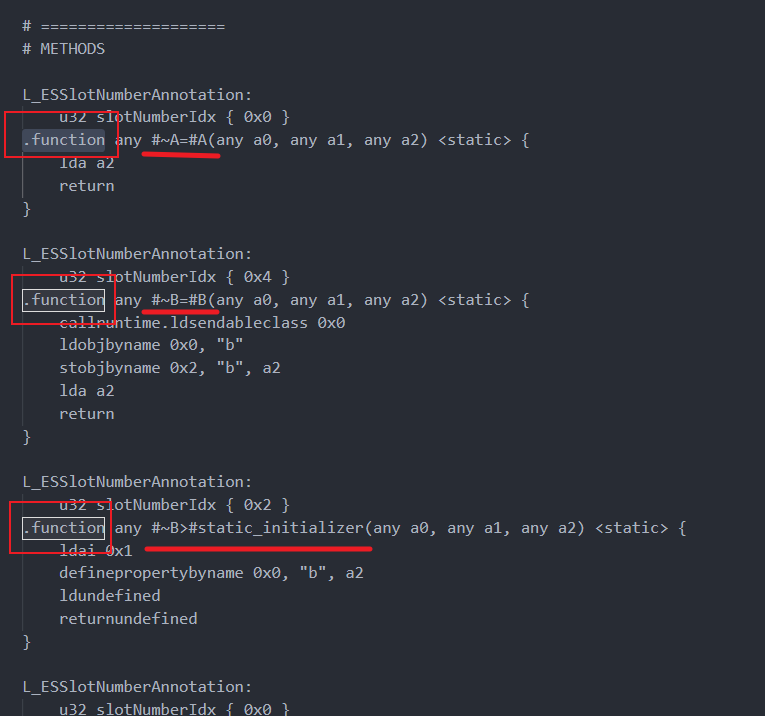 # ====================
# METHODS
L_ESSlotNumberAnnotation:
u32 slotNumberIdx { 0x0 }
.function any #~A=#A(any a0, any a1, any a2) <static> {
lda a2
return
}
L_ESSlotNumberAnnotation:
u32 slotNumberIdx { 0x4 }
.function any #~B=#B(any a0, any a1, any a2) <static> {
callruntime.ldsendableclass 0x0
ldobjbyname 0x0, "b"
stobjbyname 0x2, "b", a2
lda a2
return
}
L_ESSlotNumberAnnotation:
u32 slotNumberIdx { 0x2 }
.function any #~B>#static_initializer(any a0, any a1, any a2) <static> {
ldai 0x1
definepropertybyname 0x0, "b", a2
ldundefined
returnundefined
}
L_ESSlotNumberAnnotation:
u32 slotNumberIdx { 0x0 }